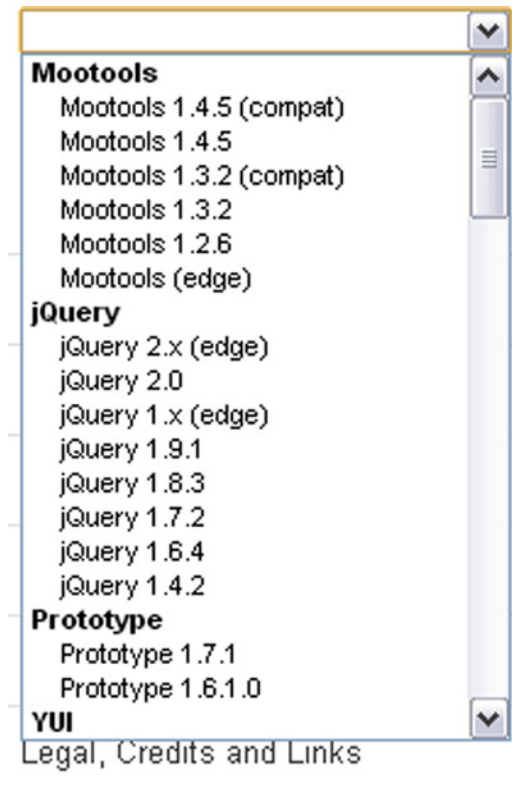 Mootools
Mootools 1.4.5 (compat)
Mootools 1.4.5
Mootools 1.3.2 (compat)
Mootools 1.3.2
Mootools 1.2.6
Mootools (edge)
jQuery
jQuery 2.x (edge)
jQuery 2.0
jQuery 1.x (edge)
jQuery 1.9.1
jQuery 1.8.3
jQuery 1.7.2
jQuery 1.6.4
jQuery 1.4.2
Prototype
Prototype 1.7.1
Prototype 1.6.1.0
YUI
Legal, Credits and Links